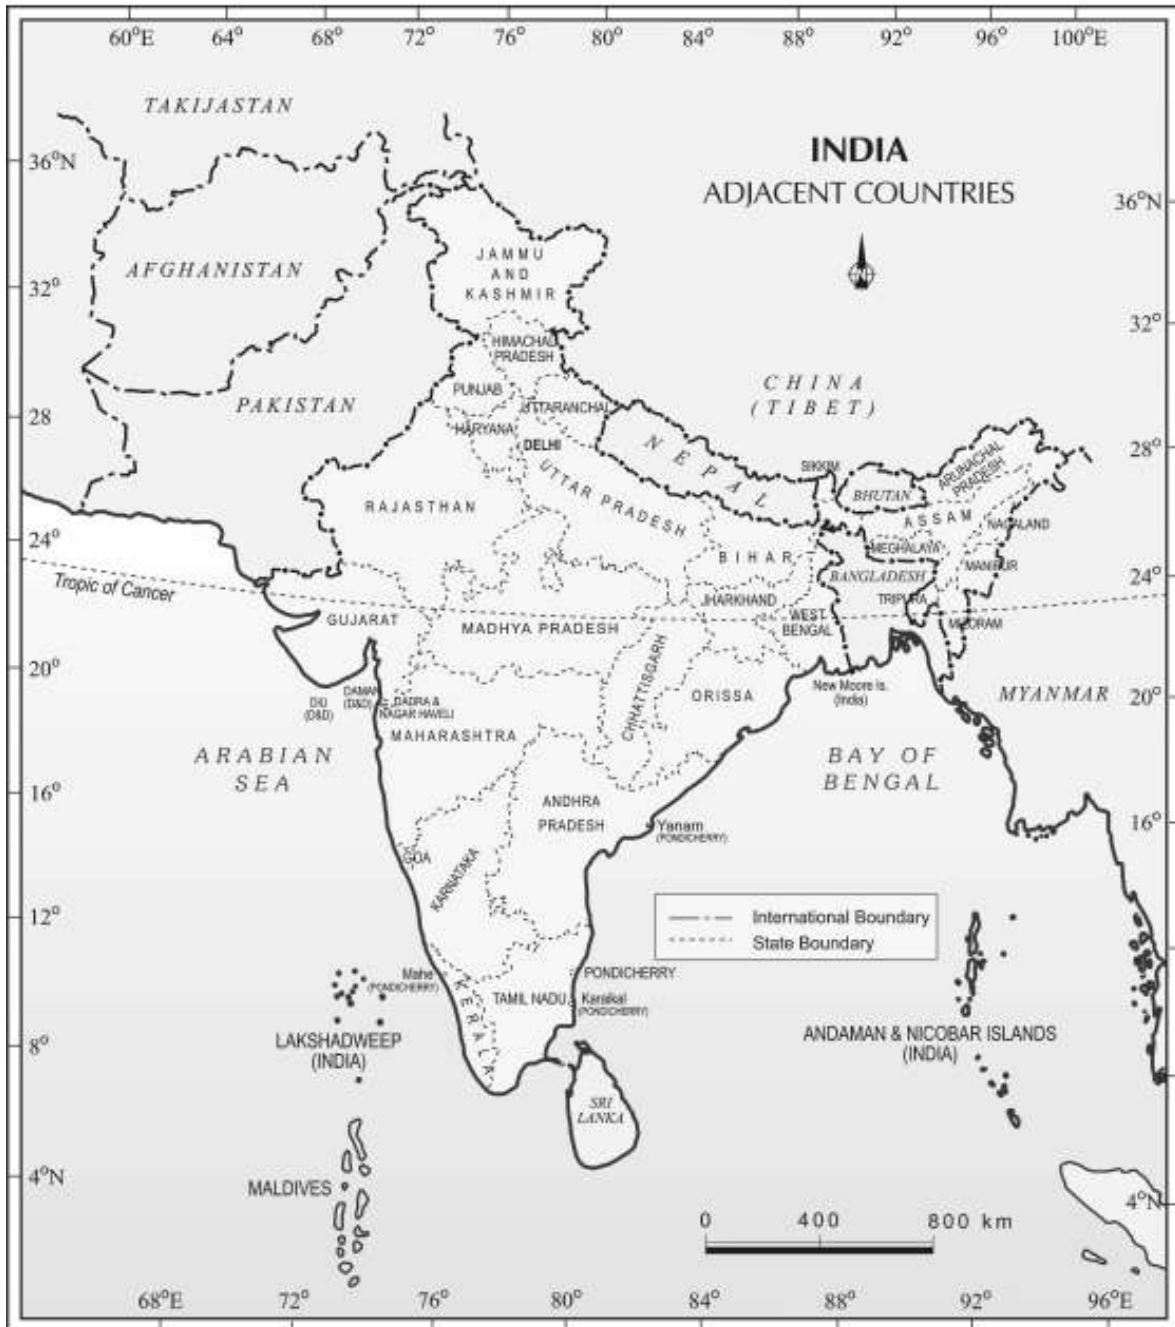 60°E 64° 68° 72° 76° 80° 84° 88° 92° 96° 100°E
TAKIJASTAN
INDIA
ADJACENT COUNTRIES
36°N
36°N
N
JAMMU
AND
KASHMIR
AFGHANISTAN
32°
32°
HIMACHAL
PRADESH
PUNJAB
CHINA
(TIBET)
PAKISTAN
UTTARANCHAL
28°
28°
HARYANA
DELHI
NEPAL
SIKKIM
ARUNACHAL
PRADESH
UTTAR PRADESH
BHUTAN
RAJASTHAN
ASSAM
NAGALAND
24°
24°
BIHAR
MEGHALAYA
MANIPUR
BANGLADESH
Tropic of Cancer
JHARKHAND
TRIPURA
GUJARAT
MADHYA PRADESH
WEST
BENGAL
MIZORAM
20°
20°
CHHATTISGARH
ORISSA
New Moore Is.
(India)
MYANMAR
DIU
(D&D)
DAMAN
(D&D)
DADRA &
NAGAR HAVELI
MAHARASHTRA
ARABIAN
SEA
BAY OF
BENGAL
16°
16°
ANDHRA
PRADESH
Yanam
(PONDICHERRY)
GOA
KARNATAKA
12°
12°
International Boundary
State Boundary
Mahe
(PONDICHERRY)
KERALA
PONDICHERRY
TAMIL NADU
Karaikal
(PONDICHERRY)
LAKSHADWEEP
(INDIA)
ANDAMAN & NICOBAR ISLANDS
(INDIA)
8°
8°
SRI
LANKA
4°N
4°N
MALDIVES
0 400 800 km
68°E 72° 76° 80° 84° 88° 92° 96°E